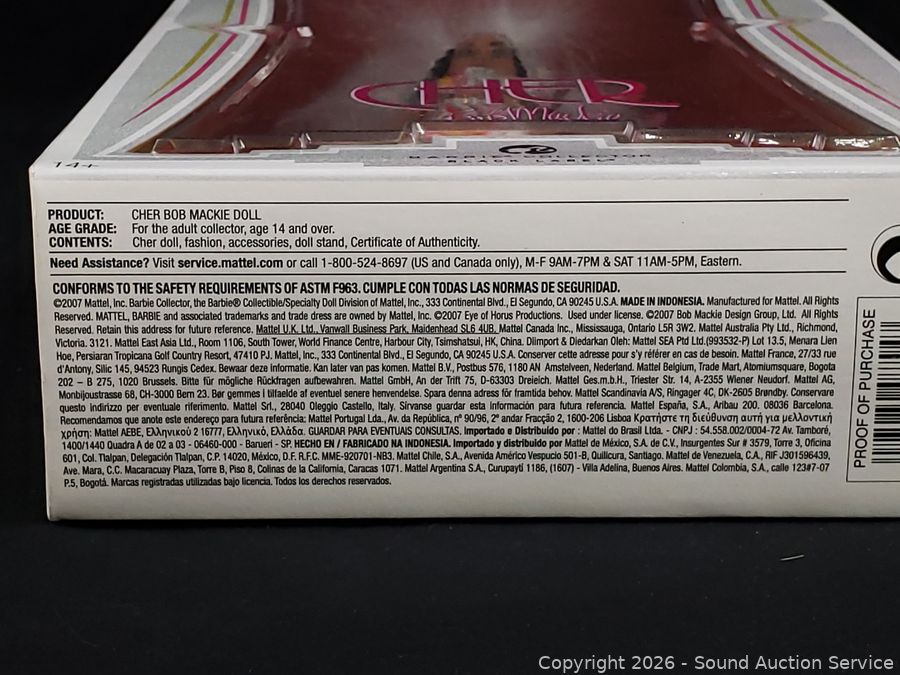 CHER
Bob Mackie
BARBIE COLLECTOR
BLACK LABEL
14+
PRODUCT: CHER BOB MACKIE DOLL
AGE GRADE: For the adult collector, age 14 and over.
CONTENTS: Cher doll, fashion, accessories, doll stand, Certificate of Authenticity.
Need Assistance? Visit service.mattel.com or call 1-800-524-8697 (US and Canada only), M-F 9AM-7PM & SAT 11AM-5PM, Eastern.
CONFORMS TO THE SAFETY REQUIREMENTS OF ASTM F963. CUMPLE CON TODAS LAS NORMAS DE SEGURIDAD.
©2007 Mattel, Inc. Barbie Collector, the Barbie® Collectible/Specialty Doll Division of Mattel, Inc., 333 Continental Blvd., El Segundo, CA 90245 U.S.A. MADE IN INDONESIA. Manufactured for Mattel. All Rights
Reserved. MATTEL, BARBIE and associated trademarks and trade dress are owned by Mattel, Inc. ©2007 Eye of Horus Productions. Used under license. ©2007 Bob Mackie Design Group, Ltd. All Rights
Reserved. Retain this address for future reference. Mattel U.K. Ltd., Vanwall Business Park, Maidenhead SL6 4UB. Mattel Canada Inc., Mississauga, Ontario L5R 3W2. Mattel Australia Pty Ltd., Richmond,
Victoria. 3121. Mattel East Asia Ltd., Room 1106, South Tower, World Finance Centre, Harbour City, Tsimshatsui, HK, China. Diimport & Diedarkan Oleh: Mattel SEA Ptd Ltd.(993532-P) Lot 13.5, Menara Lien
Hoe, Persiaran Tropicana Golf Country Resort, 47410 PJ. Mattel, Inc., 333 Continental Blvd., El Segundo, CA 90245 U.S.A. Conserver cette adresse pour s'y référer en cas de besoin. Mattel France, 27/33 rue
d'Antony, Silic 145, 94523 Rungis Cedex. Bewaar deze informatie. Kan later van pas komen. Mattel B.V., Postbus 576, 1180 AN Amstelveen, Nederland. Mattel Belgium, Trade Mart, Atomiumsquare, Bogota
202 – B 275, 1020 Brussels. Bitte für mögliche Rückfragen aufbewahren. Mattel GmbH, An der Trift 75, D-63303 Dreieich. Mattel Ges.m.b.H., Triester Str. 14, A-2355 Wiener Neudorf. Mattel AG,
Monbijoustrasse 68, CH-3000 Bern 23. Bør gemmes i tilfælde af eventuel senere henvendelse. Spara denna adress för framtida behov. Mattel Scandinavia A/S, Ringager 4C, DK-2605 Brøndby. Conservare
questo indirizzo per eventuale riferimento. Mattel Srl., 28040 Oleggio Castello, Italy. Sírvanse guardar esta Información para futura referencia. Mattel España, S.A., Aribau 200. 08036 Barcelona.
Recomendamos que anote este endereço para futura referência: Mattel Portugal Lda., Av. da República, nº 90/96, 2º andar Fracção 2, 1600-206 Lisboa Κρατήστε τη διεύθυνση αυτή για μελλοντική
χρήση: Mattel AEBE, Ελληνικού 2 16777, Ελληνικό, Ελλάδα. GUARDAR PARA EVENTUAIS CONSULTAS. Importado e Distribuido por : Mattel do Brasil Ltda. - CNPJ : 54.558.002/0004-72 Av. Tamboré,
1400/1440 Quadra A de 02 a 03 - 06460-000 - Barueri - SP. HECHO EN / FABRICADO NA INDONESIA. Importado y distribuido por Mattel de México, S.A. de C.V., Insurgentes Sur # 3579, Torre 3, Oficina
601, Col. Tlalpan, Delegación Tlalpan, C.P. 14020, México, D.F. R.F.C. MME-920701-NB3. Mattel Chile, S.A., Avenida Américo Vespucio 501-B, Quilicura, Santiago. Mattel de Venezuela, C.A., RIF J301596439,
Ave. Mara, C.C. Macaracuay Plaza, Torre B, Piso 8, Colinas de la California, Caracas 1071. Mattel Argentina S.A., Curupaytí 1186, (1607) - Villa Adelina, Buenos Aires. Mattel Colombia, S.A., calle 123#7-07
P.5, Bogotá. Marcas registradas utilizadas bajo licencia. Todos los derechos reservados.
PROOF OF PURCHASE
Copyright 2026 - Sound Auction Service